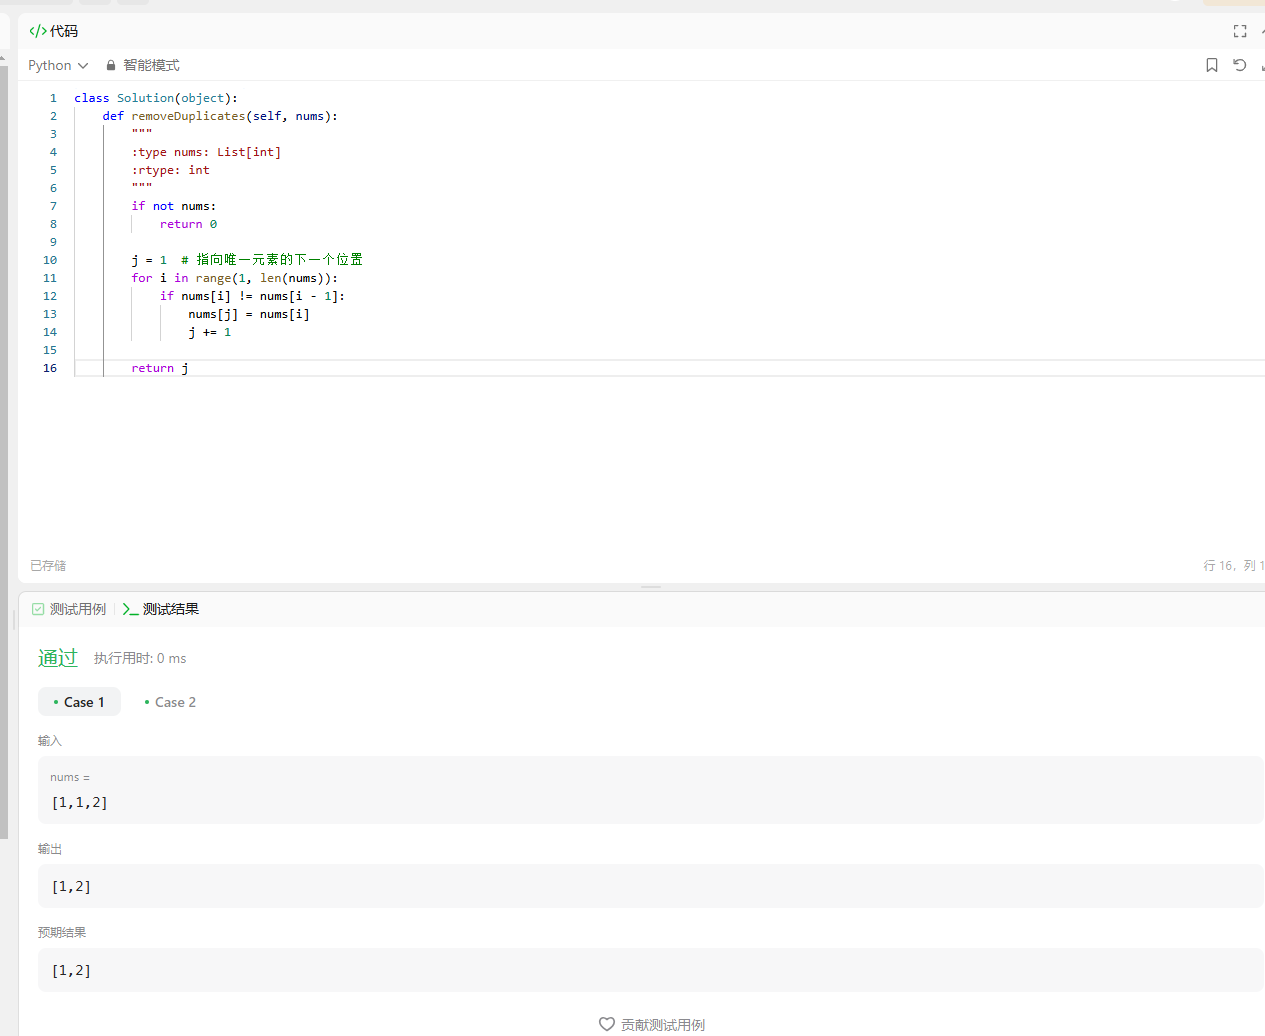 </>代码
Python 智能模式
1 class Solution(object):
2 def removeDuplicates(self, nums):
3 """
4 :type nums: List[int]
5 :rtype: int
6 """
7 if not nums:
8 return 0
9
10 j = 1 # 指向唯一元素的下一个位置
11 for i in range(1, len(nums)):
12 if nums[i] != nums[i - 1]:
13 nums[j] = nums[i]
14 j += 1
15
16 return j
已存储 行 16, 列 1
测试用例 >_ 测试结果
通过 执行用时: 0 ms
• Case 1 • Case 2
输入
nums =
[1,1,2]
输出
[1,2]
预期结果
[1,2]
贡献测试用例